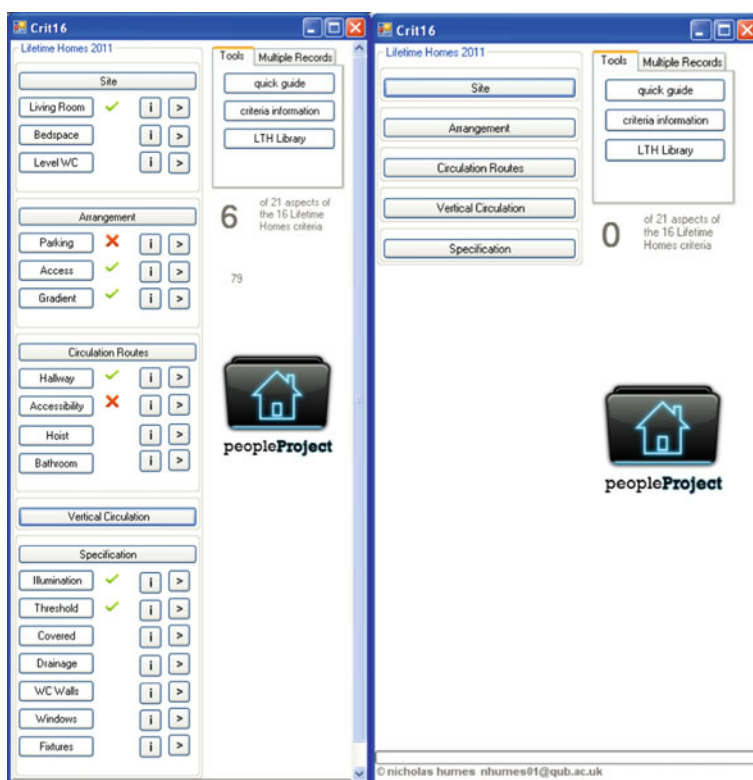 Crit16
Lifetime Homes 2011
Site
Living Room
i
>
Bedspace
i
>
Level WC
i
>
Arrangement
Parking
i
>
Access
i
>
Gradient
i
>
Circulation Routes
Hallway
i
>
Accessibility
i
>
Hoist
i
>
Bathroom
i
>
Vertical Circulation
Specification
Illumination
i
>
Threshold
i
>
Covered
i
>
Drainage
i
>
WC Walls
i
>
Windows
i
>
Fixtures
i
>
Tools Multiple Records
quick guide
criteria information
LTH Library
6
of 21 aspects of
the 16 Lifetime
Homes criteria
79
peopleProject
Crit16
Lifetime Homes 2011
Site
Arrangement
Circulation Routes
Vertical Circulation
Specification
Tools Multiple Records
quick guide
criteria information
LTH Library
0
of 21 aspects of
the 16 Lifetime
Homes criteria
peopleProject
© nicholas humes nhumes01@qub.ac.uk